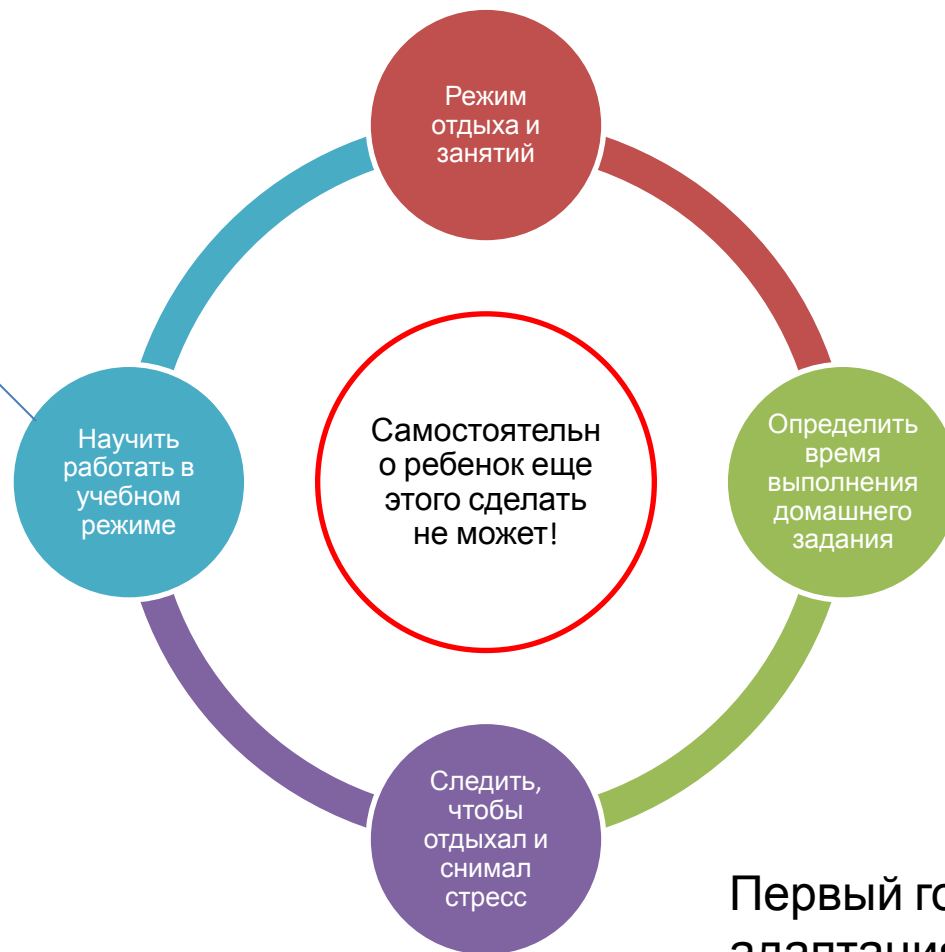 Режим
отдыха и
занятий
Определить
время
выполнения
домашнего
задания
Следить,
чтобы
отдыхал и
снимал
стресс
Научить
работать в
учебном
режиме
Самостоятельн
о ребенок еще
этого сделать
не может!
Первый